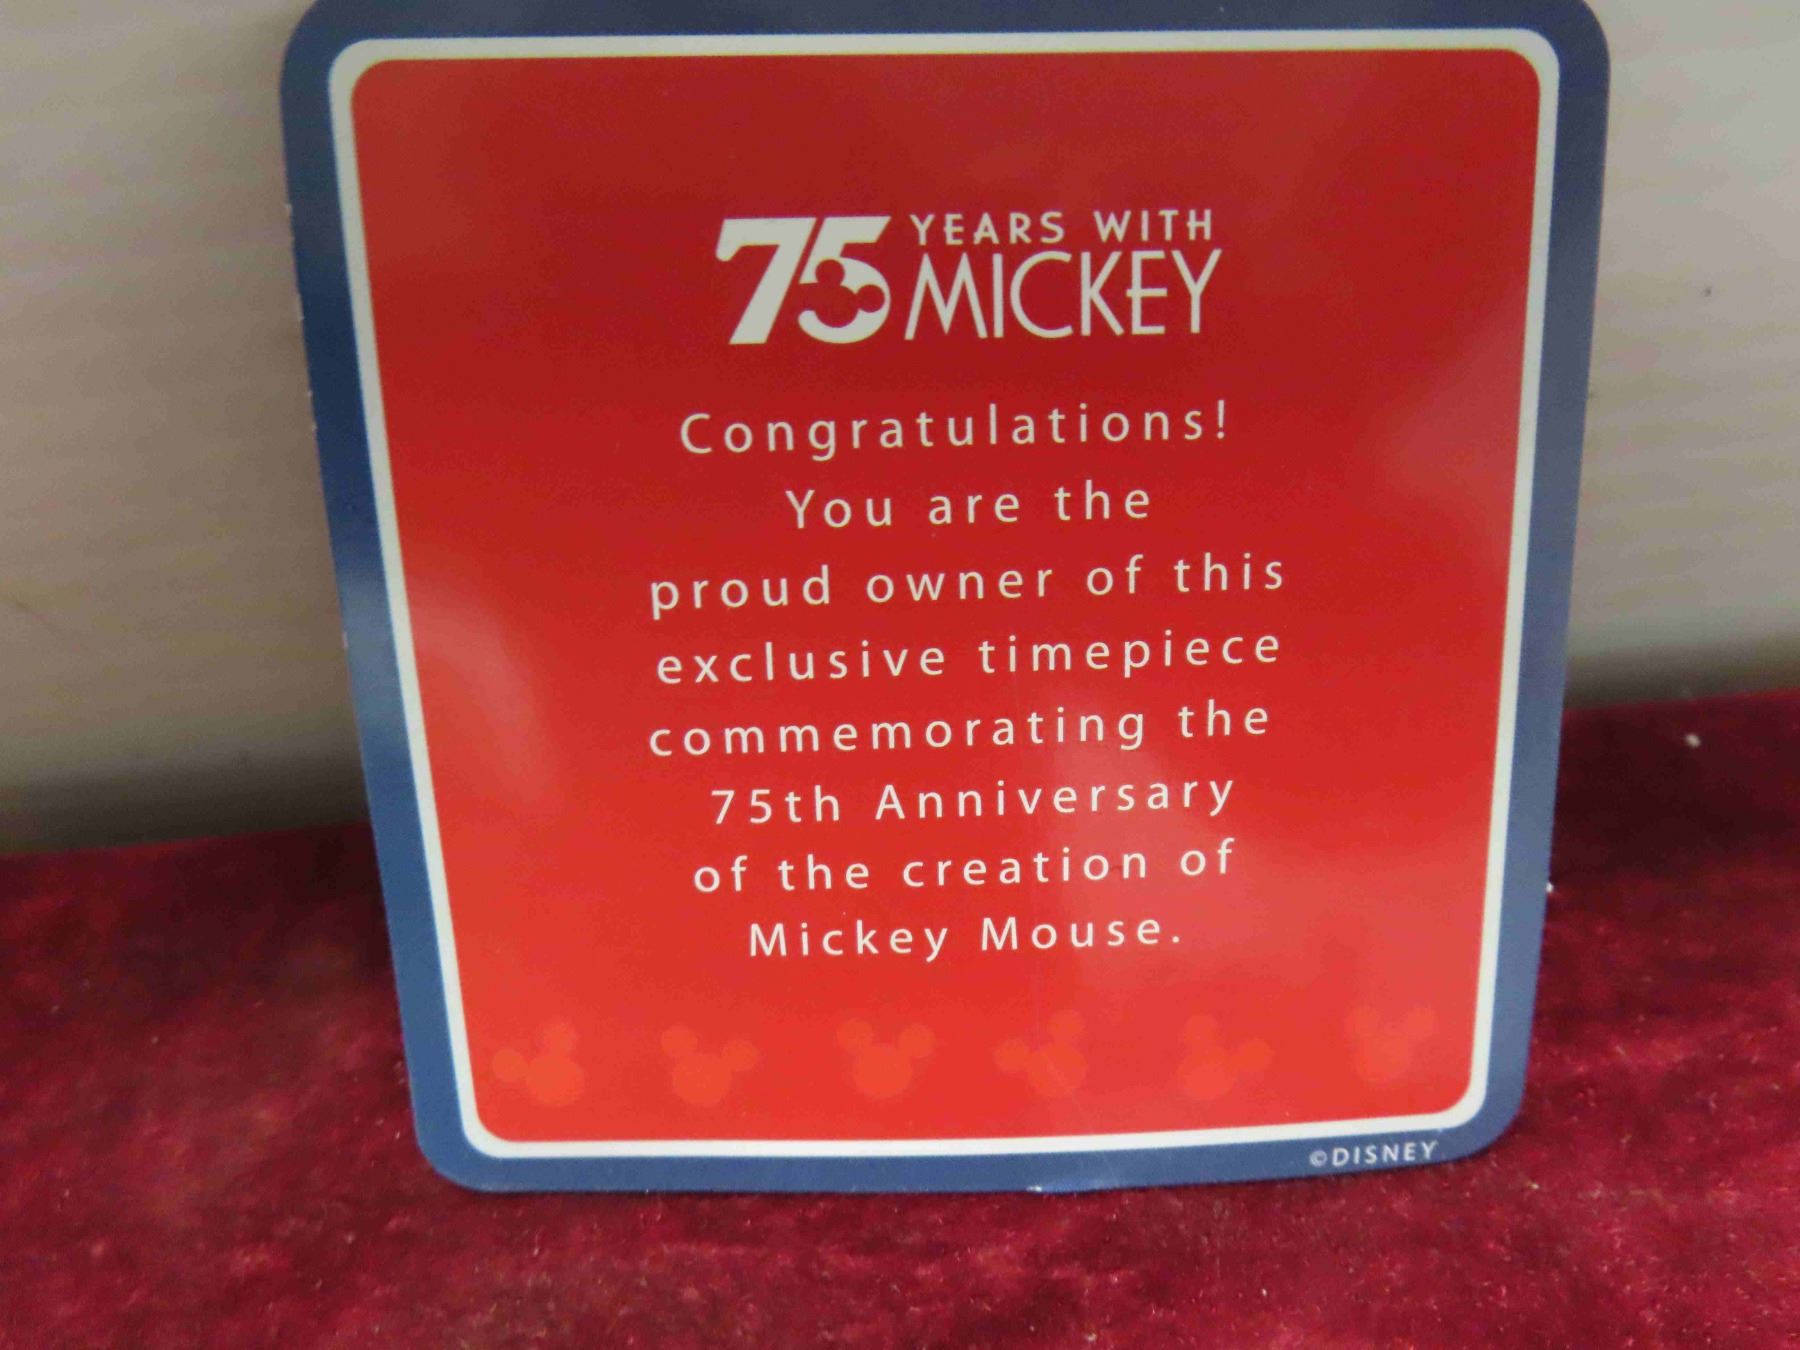 75 YEARS WITH
MICKEY
Congratulations!
You are the
proud owner of this
exclusive timepiece
commemorating the
75th Anniversary
of the creation of
Mickey Mouse.
©DISNEY